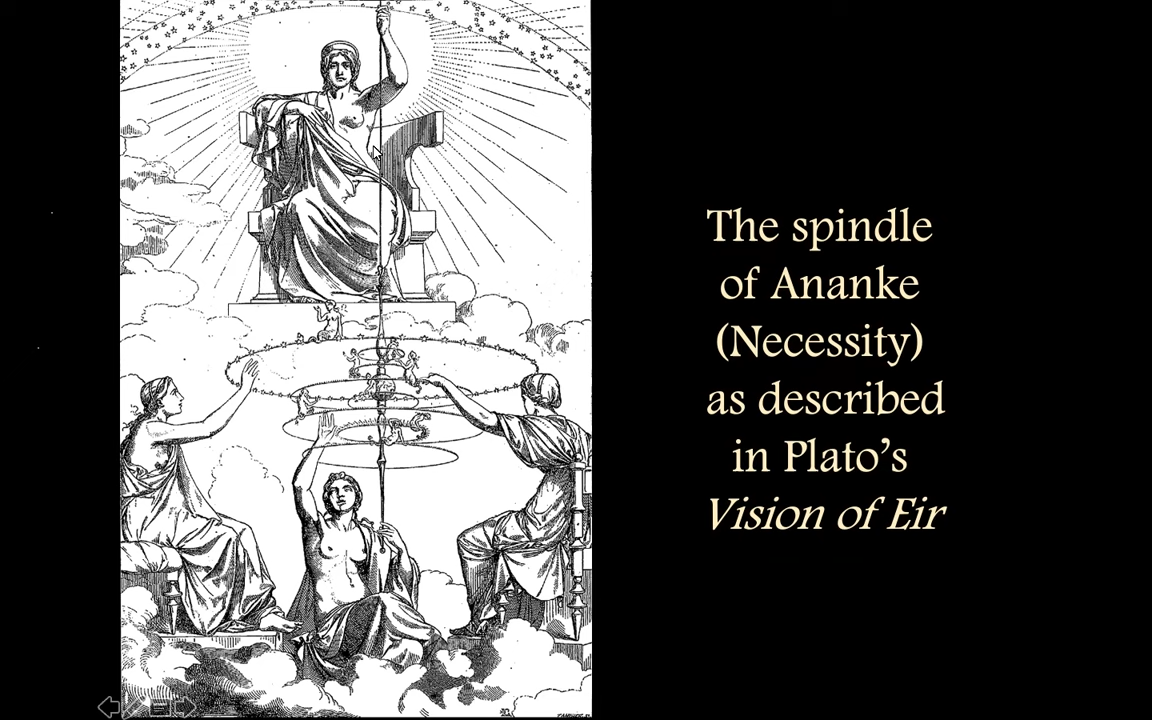 The spindle
of Ananke
(Necessity)
as described
in Plato's
Vision of Eir